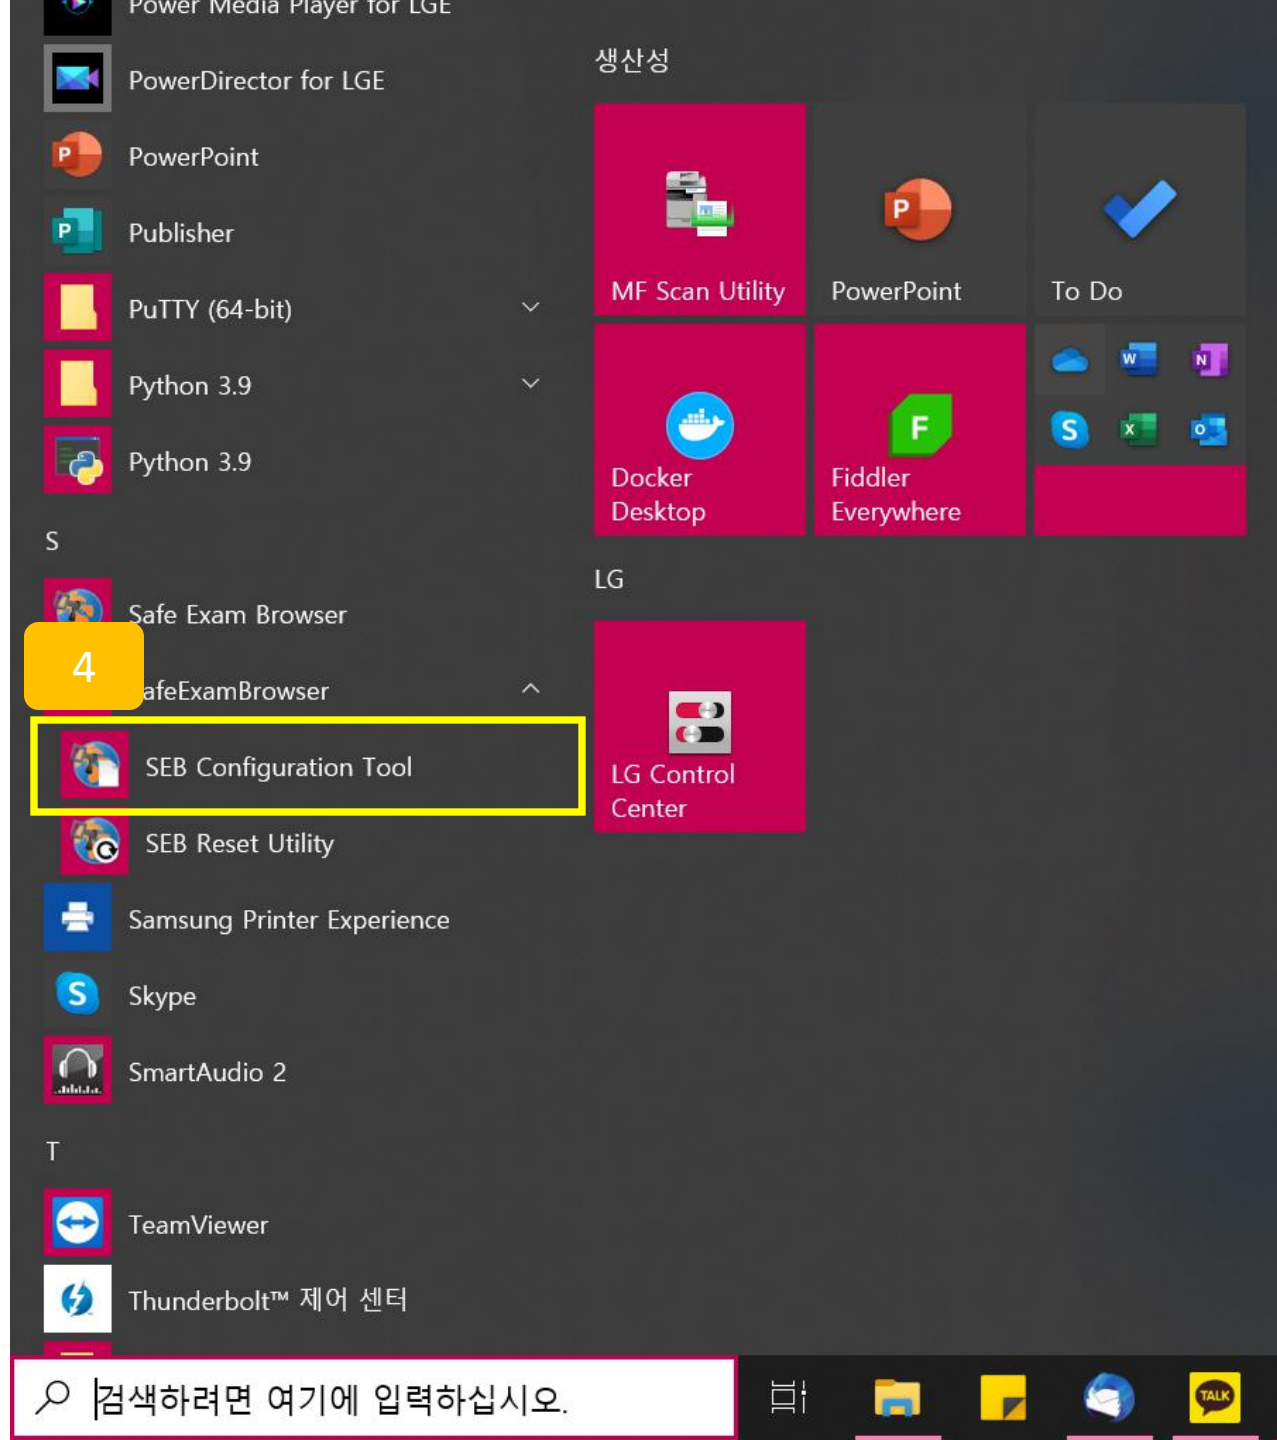 Power Media Player for LGE
PowerDirector for LGE
PowerPoint
Publisher
PuTTY (64-bit)
Python 3.9
Python 3.9
S
Safe Exam Browser
4
afeExamBrowser
SEB Configuration Tool
SEB Reset Utility
Samsung Printer Experience
Skype
SmartAudio 2
T
TeamViewer
Thunderbolt™ 제어 센터
생산성
MF Scan Utility
PowerPoint
To Do
Docker
Desktop
Fiddler
Everywhere
LG
LG Control
Center
검색하려면 여기에 입력하십시오.
TALK